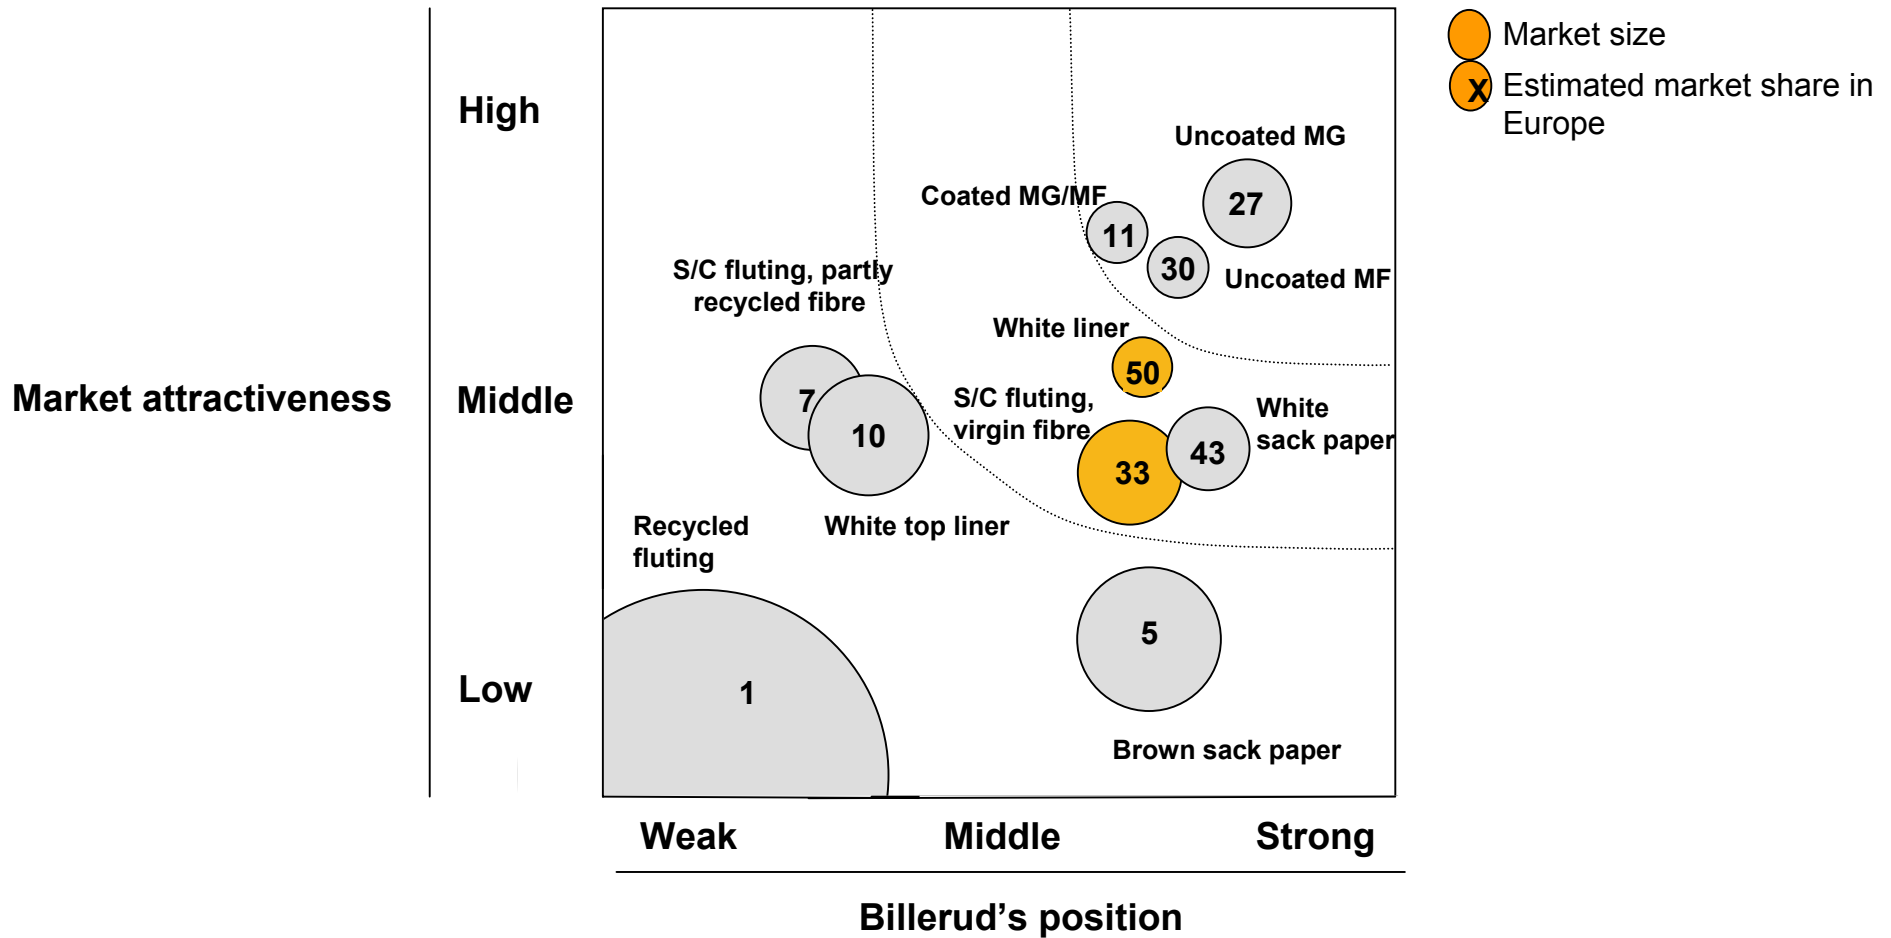 Market size
X
Estimated market share in
Europe
High
Uncoated MG
27
Coated MG/MF
11
30
Uncoated MF
S/C fluting, partly
recycled fibre
White liner
50
Market attractiveness
Middle
7
10
S/C fluting,
virgin fibre
33
43
White
sack paper
Recycled
fluting
White top liner
5
1
Low
Brown sack paper
Weak
Middle
Strong
Billerud’s position